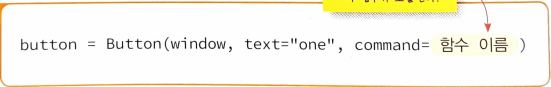 button = Button(window, text="one", command= 함수 이름 )